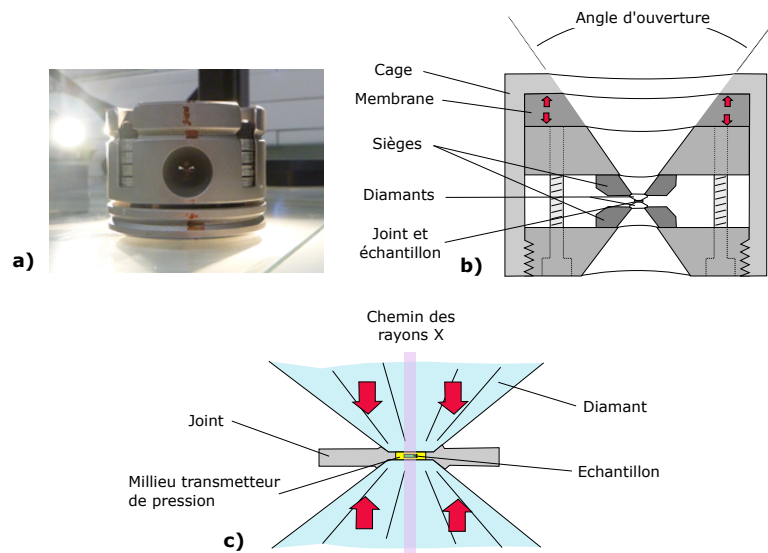 Angle d'ouverture
Cage
Membrane
Sièges
Diamants
Joint et
échantillon
a)
b)
Chemin des
rayons X
Joint
Diamant
Millieu transmetteur
de pression
Echantillon
c)